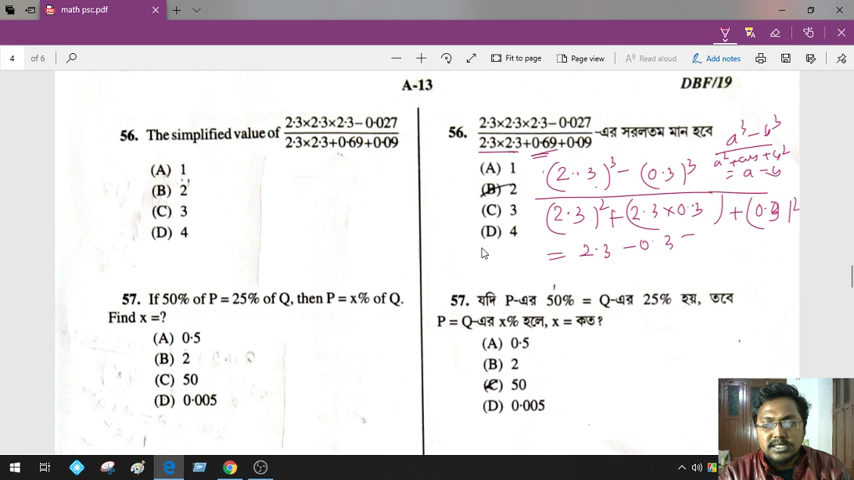 math psc.pdf
4 of 6
Fit to page
Page view
Read aloud
Add notes
A-13
DBF/19
56. The simplified value of 2·3×2·3×2·3−0·027 / 2·3×2·3+0·69+0·09
(A) 1
(B) 2
(C) 3
(D) 4
57. If 50% of P = 25% of Q, then P = x% of Q.
Find x =?
(A) 0·5
(B) 2
(C) 50
(D) 0·005
56. 2·3×2·3×2·3−0·027 / 2·3×2·3+0·69+0·09 -এর সরলতম মান হবে
(A) 1
(B) 2
(C) 3
(D) 4
a³ − b³ / a² + ab + b²
= a − b
(2·3)³ − (0·3)³
(2·3)² + (2·3 × 0·3) + (0·3)²
= 2·3 − 0·3 =
57. যদি P-এর 50% = Q-এর 25% হয়, তবে
P = Q-এর x% হলে, x = কত?
(A) 0·5
(B) 2
(C) 50
(D) 0·005